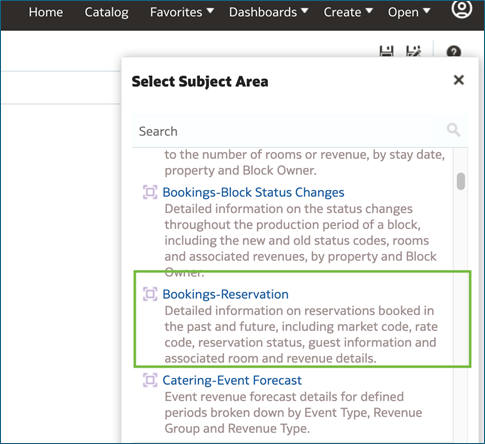 Home Catalog Favorites Dashboards Create Open
Select Subject Area
Search
to the number of rooms or revenue, by stay date,
property and Block Owner.
Bookings-Block Status Changes
Detailed information on the status changes
throughout the production period of a block,
including the new and old status codes, rooms
and associated revenues, by property and Block
Owner.
Bookings-Reservation
Detailed information on reservations booked in
the past and future, including market code, rate
code, reservation status, guest information and
associated room and revenue details.
Catering-Event Forecast
Event revenue forecast details for defined
periods broken down by Event Type, Revenue
Group and Revenue Type.